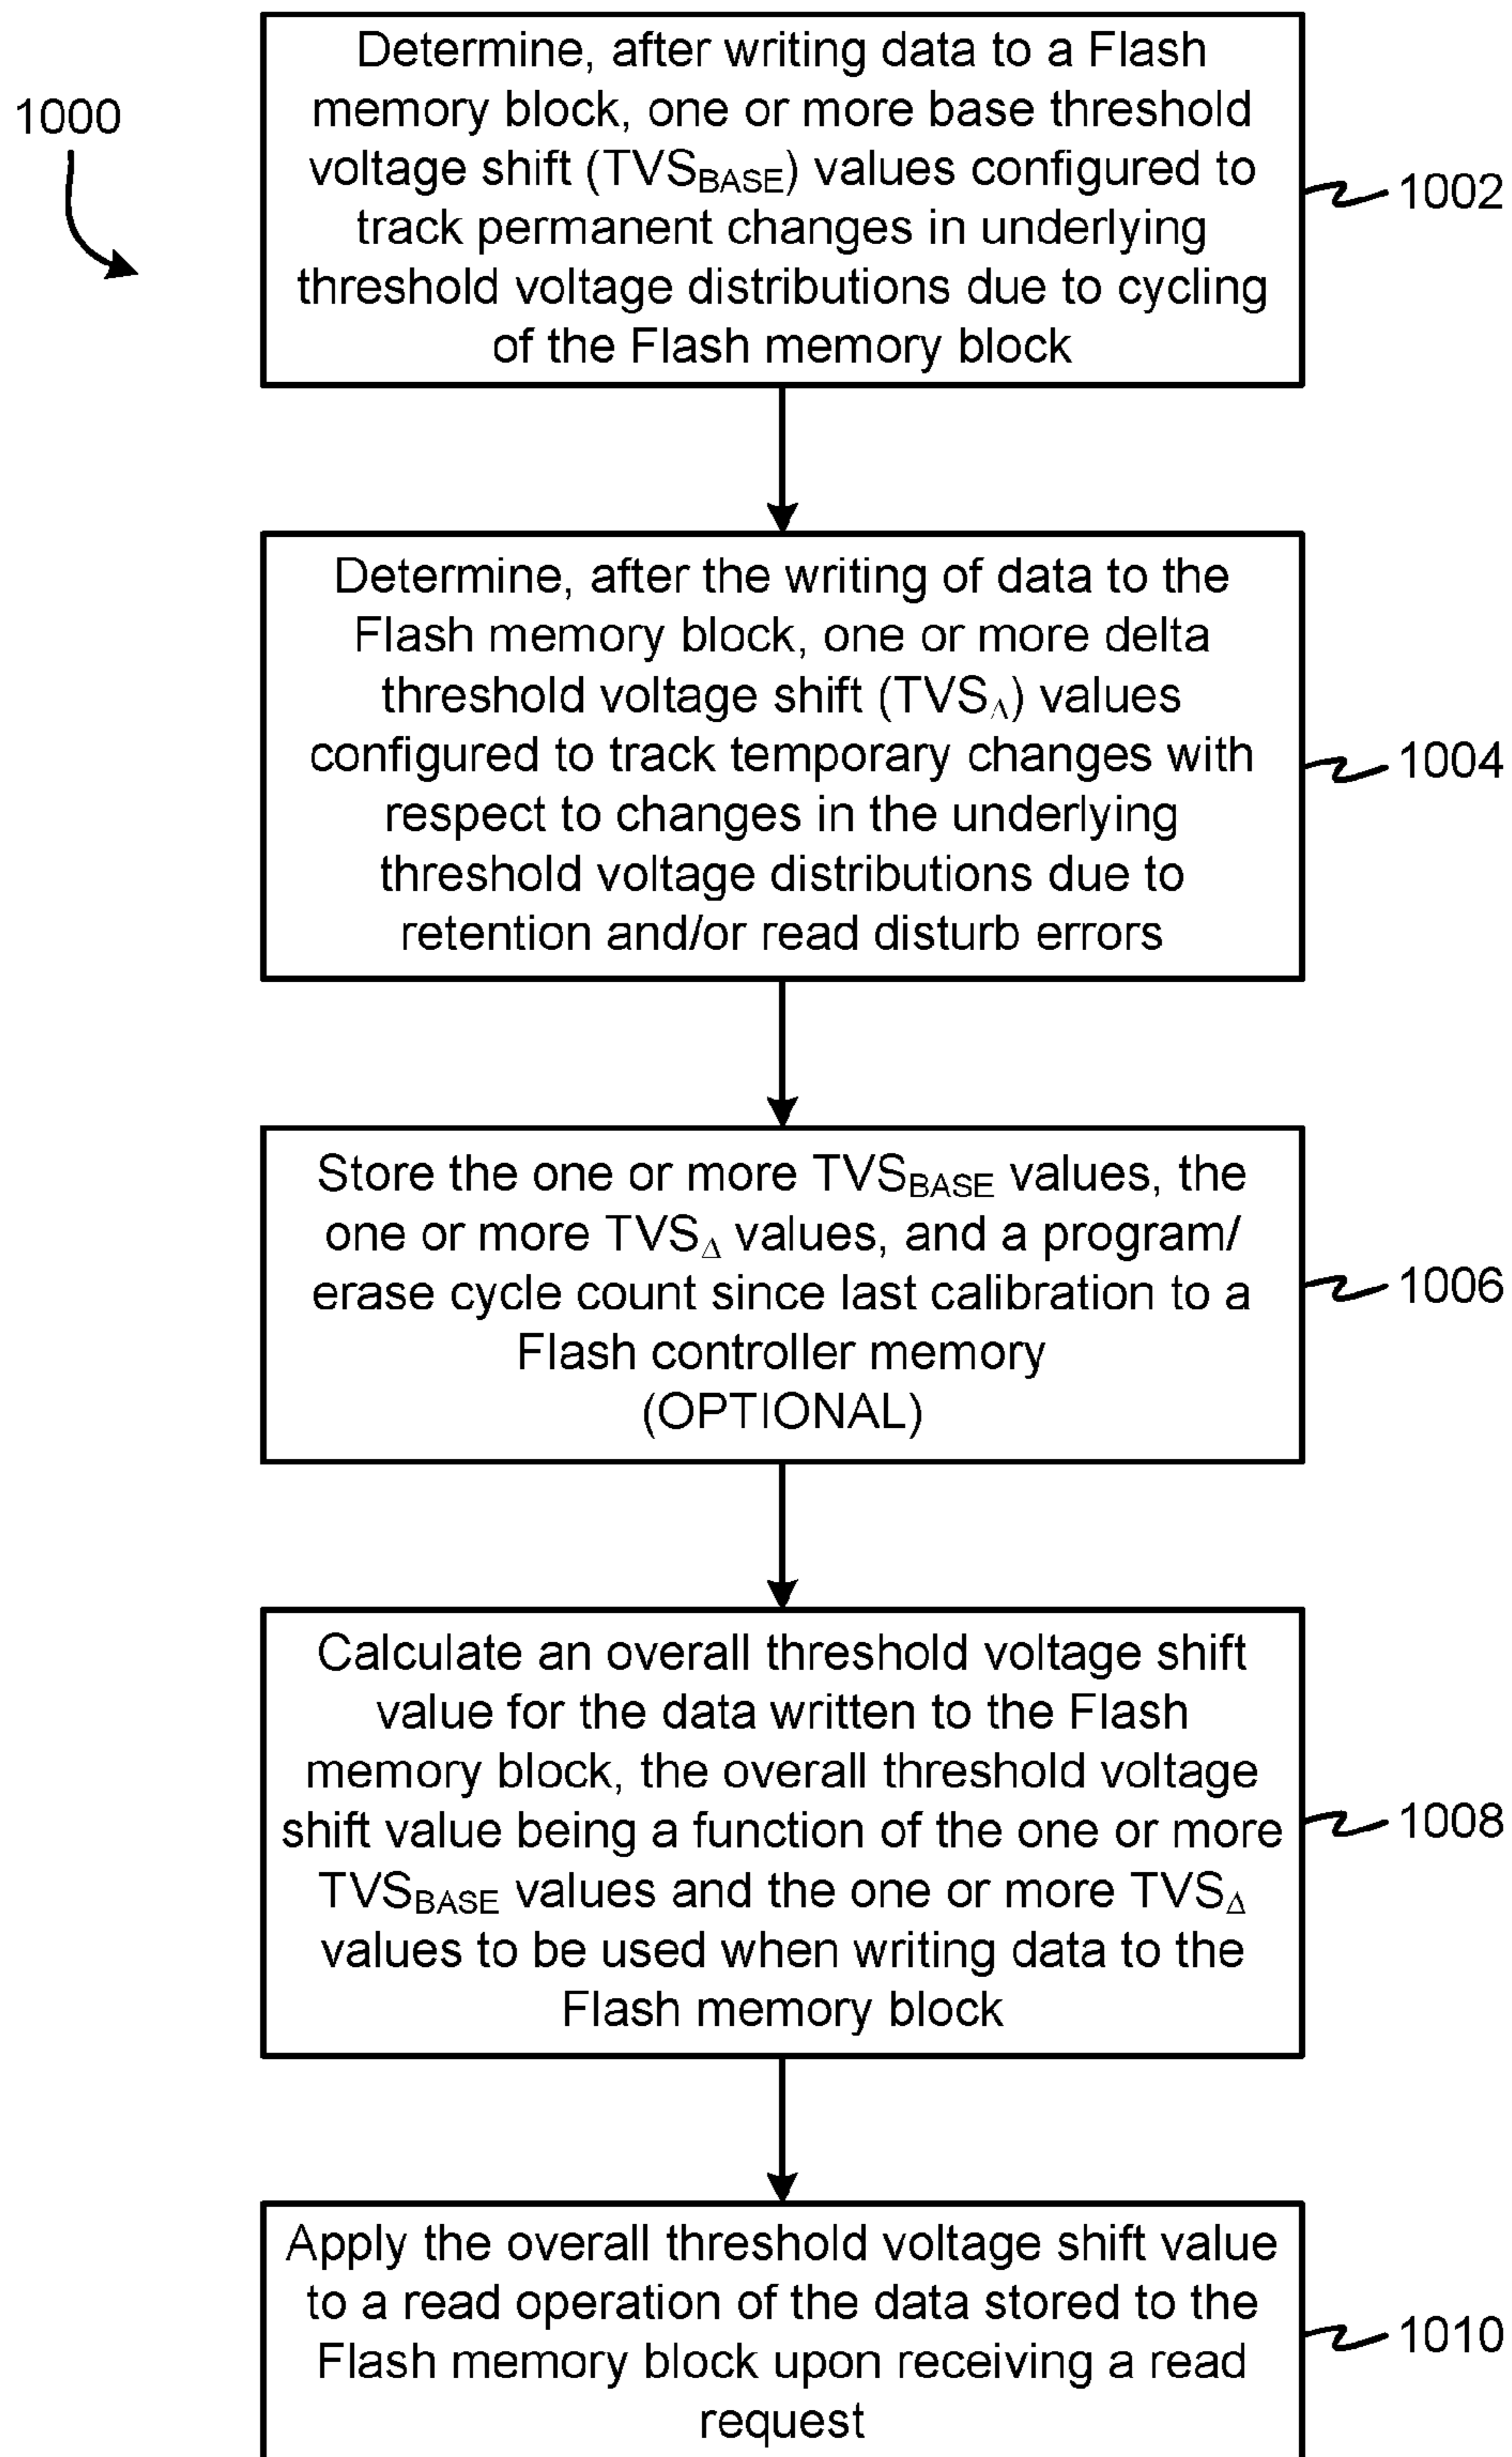 1000
Determine, after writing data to a Flash
memory block, one or more base threshold
voltage shift (TVS_BASE) values configured to
track permanent changes in underlying
threshold voltage distributions due to cycling
of the Flash memory block
1002
Determine, after the writing of data to the
Flash memory block, one or more delta
threshold voltage shift (TVS_Δ) values
configured to track temporary changes with
respect to changes in the underlying
threshold voltage distributions due to
retention and/or read disturb errors
1004
Store the one or more TVS_BASE values, the
one or more TVS_Δ values, and a program/
erase cycle count since last calibration to a
Flash controller memory
(OPTIONAL)
1006
Calculate an overall threshold voltage shift
value for the data written to the Flash
memory block, the overall threshold voltage
shift value being a function of the one or more
TVS_BASE values and the one or more TVS_Δ
values to be used when writing data to the
Flash memory block
1008
Apply the overall threshold voltage shift value
to a read operation of the data stored to the
Flash memory block upon receiving a read
request
1010